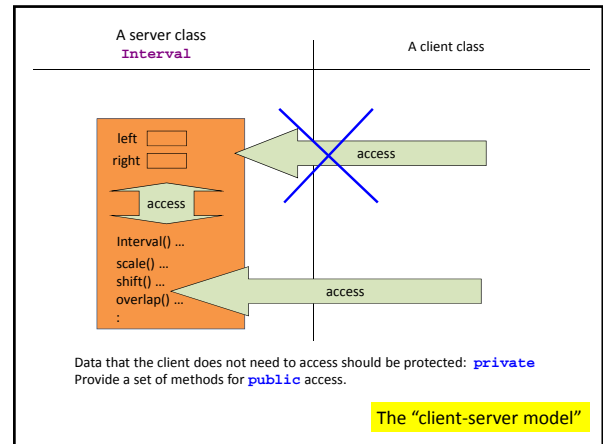 A server class
Interval
A client class
left
right
access
access
Interval() ...
scale() ...
shift() ...
overlap() ...
:
access
Data that the client does not need to access should be protected: private
Provide a set of methods for public access.
The “client-server model”